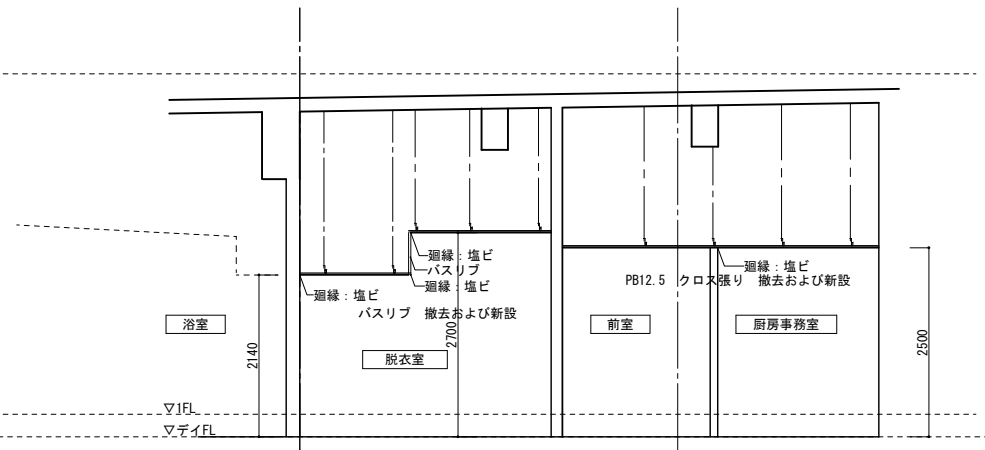 廻縁：塩ビ
バスリブ
廻縁：塩ビ
廻縁：塩ビ
バスリブ　撤去および新設
廻縁：塩ビ
PB12.5　クロス張り　撤去および新設
浴室
脱衣室
前室
厨房事務室
2140
2700
2500
▽1FL
▽デイFL